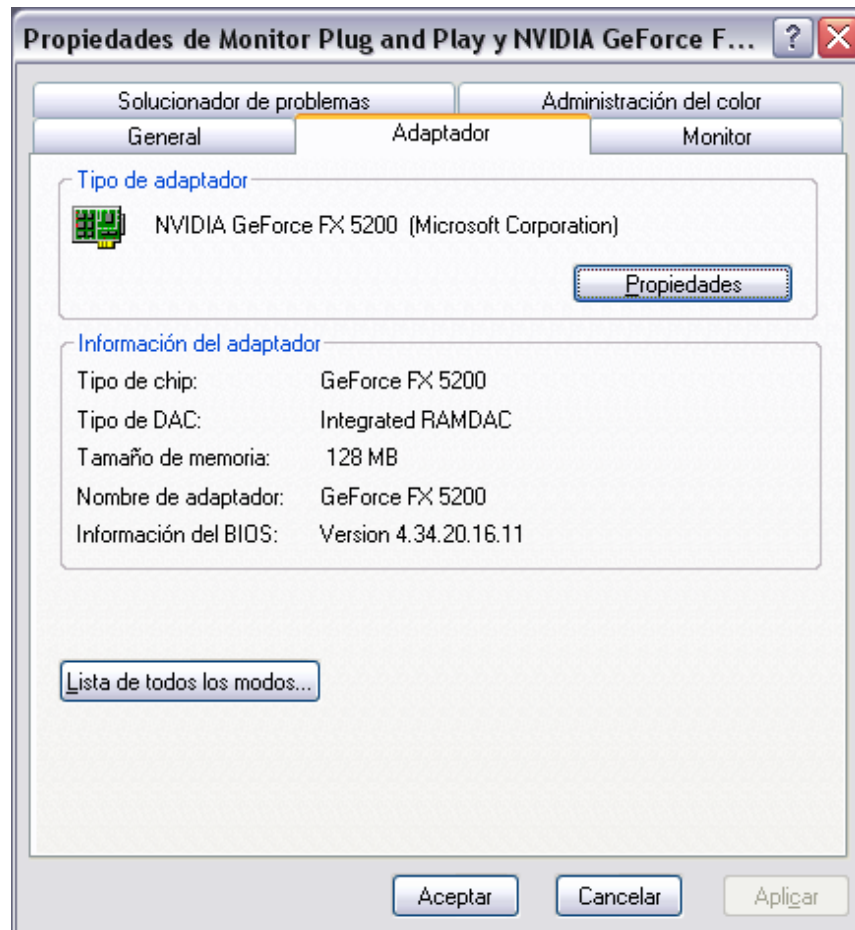 Propiedades de Monitor Plug and Play y NVIDIA GeForce F... ?
Solucionador de problemas Administración del color
General Adaptador Monitor
Tipo de adaptador
NVIDIA GeForce FX 5200 (Microsoft Corporation)
Propiedades
Información del adaptador
Tipo de chip: GeForce FX 5200
Tipo de DAC: Integrated RAMDAC
Tamaño de memoria: 128 MB
Nombre de adaptador: GeForce FX 5200
Información del BIOS: Version 4.34.20.16.11
Lista de todos los modos...
Aceptar Cancelar Aplicar